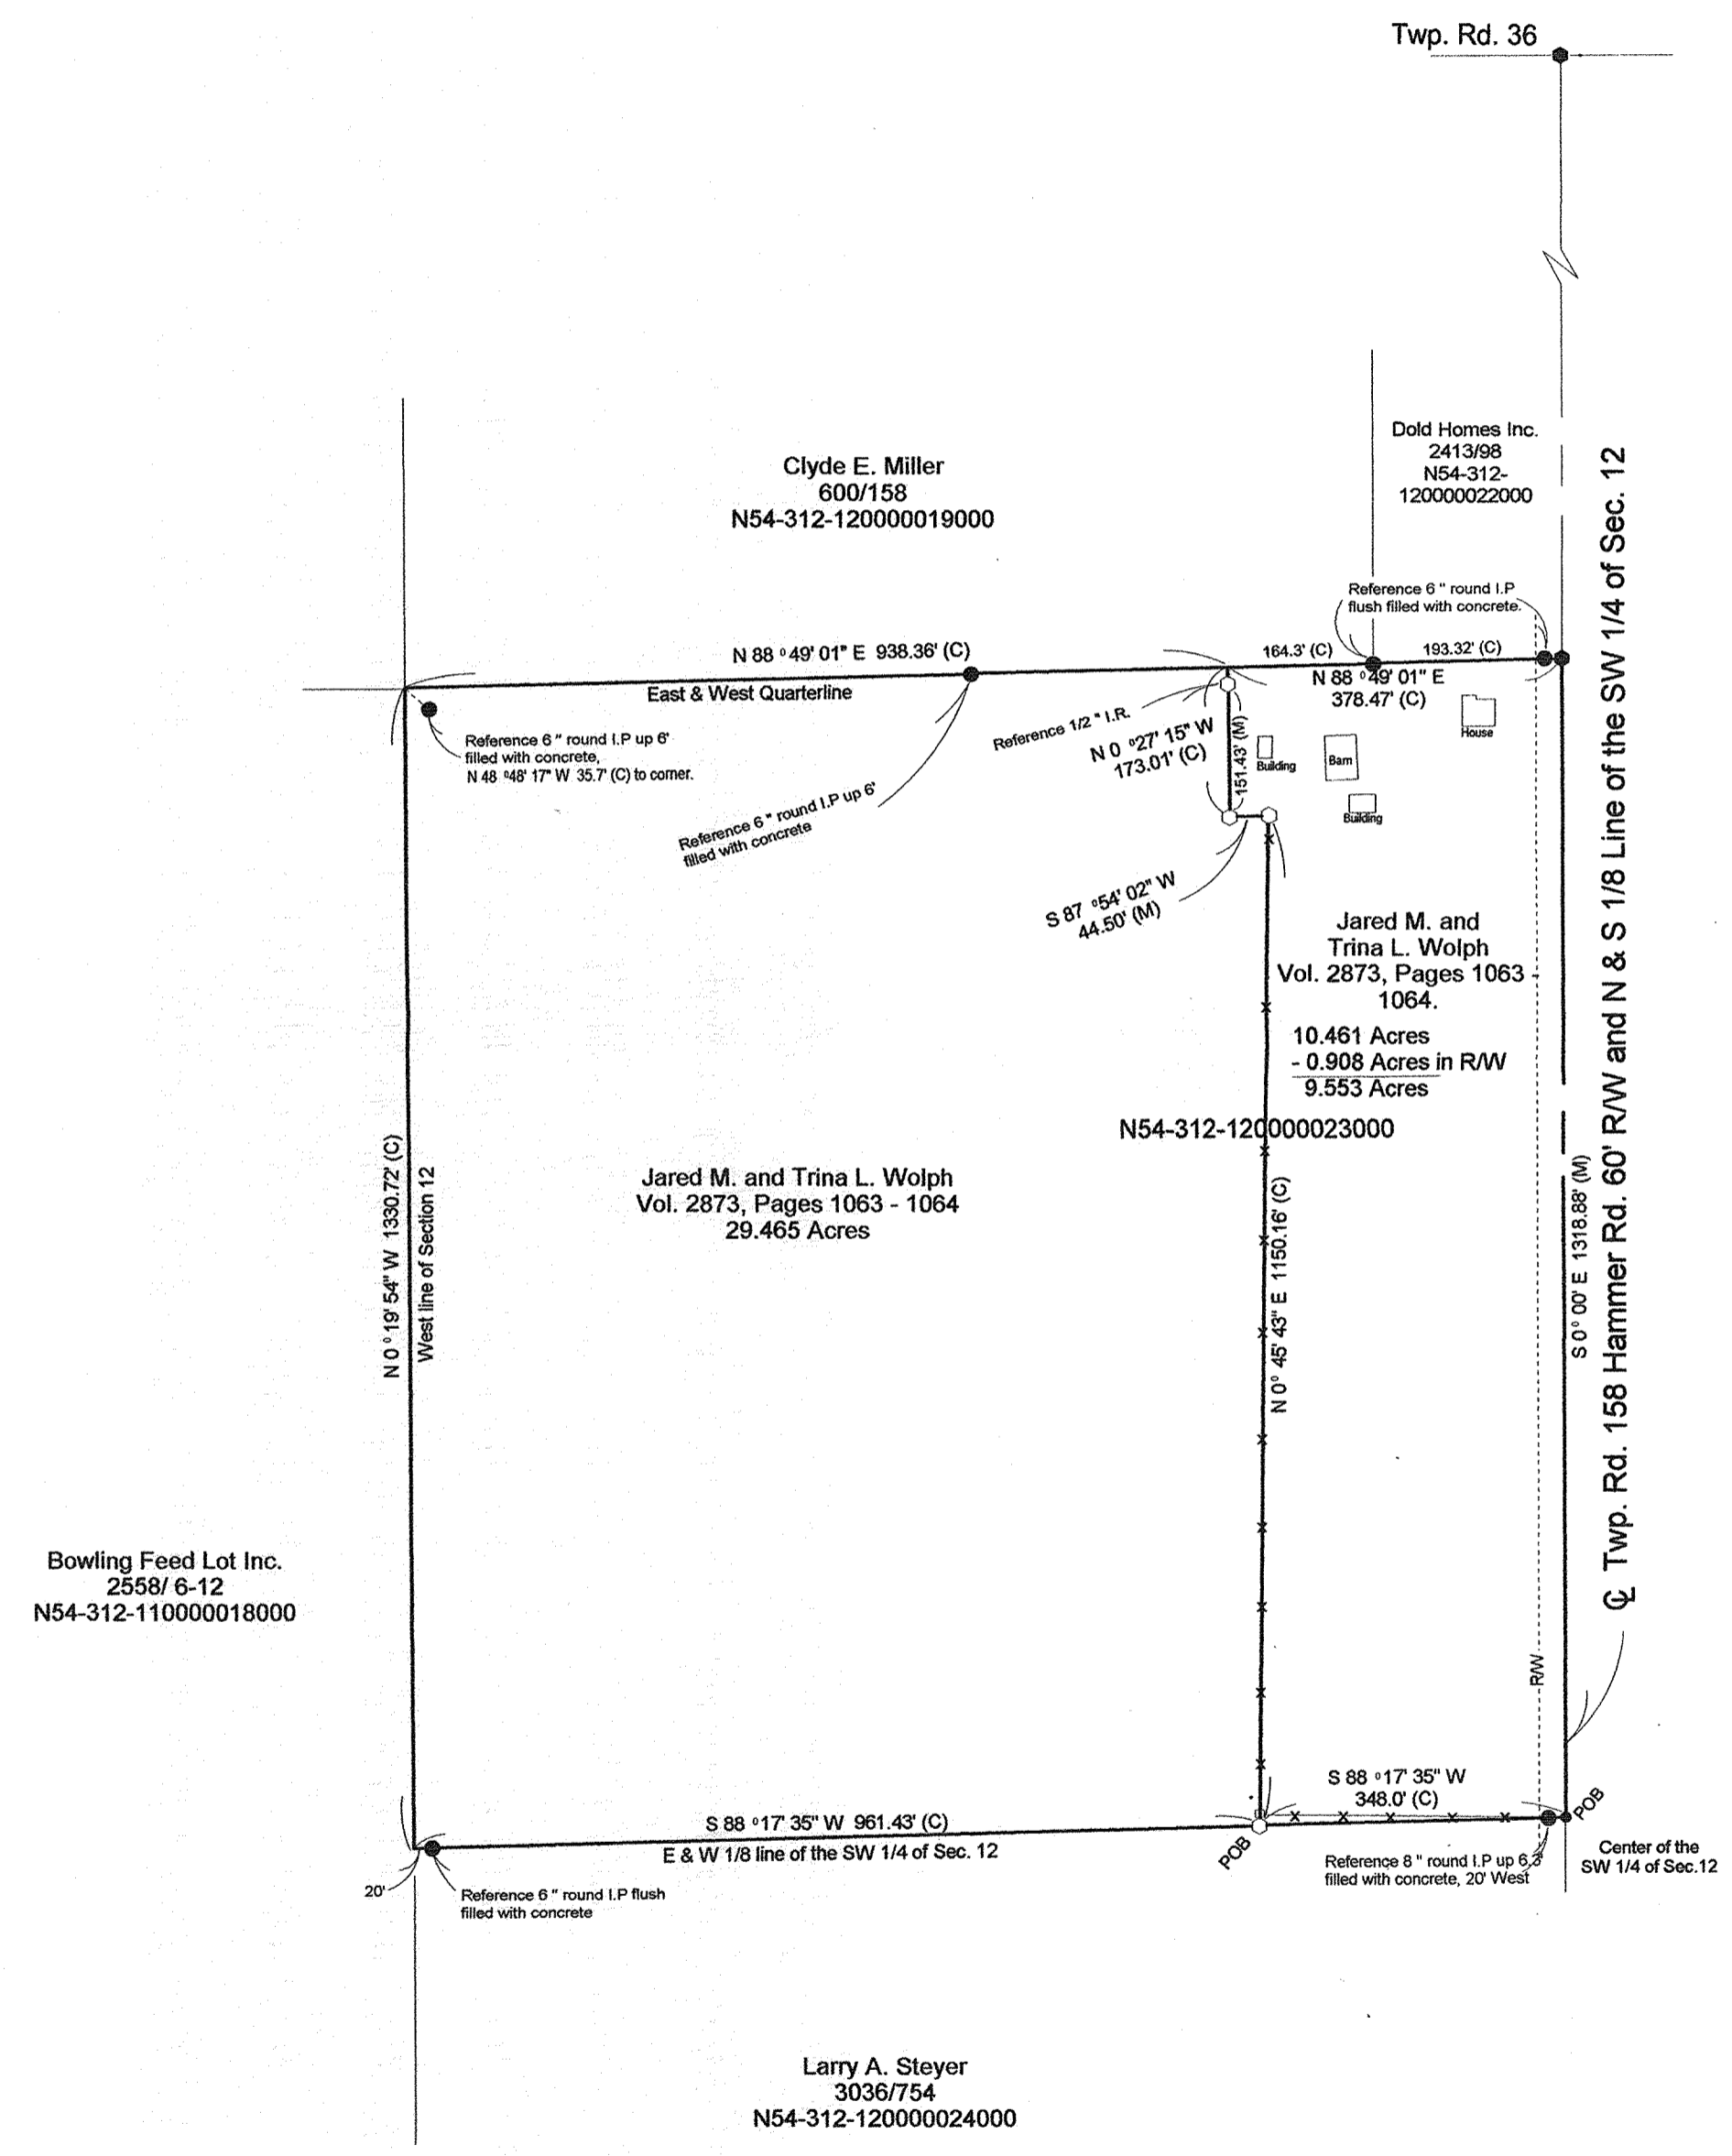 Twp. Rd. 36
Dold Homes Inc.
2413/98
N54-312-
120000022000
Clyde E. Miller
600/158
N54-312-120000019000
Reference 6 " round I.P
flush filled with concrete.
N 88 º 49' 01" E 938.36' (C)
East & West Quarterline
164.3' (C)
193.32' (C)
N 88 º 49' 01" E
378.47' (C)
House
Reference 1/2 " I.R.
N 0 º27' 15" W
173.01' (C)
151.43' (M)
Building
Barn
Building
Reference 6 " round I.P up 6'
filled with concrete,
N 48 º48' 17" W 35.7' (C) to corner.
Reference 6 " round I.P up 6'
filled with concrete
S 87 º54' 02" W
44.50' (M)
Jared M. and
Trina L. Wolph
Vol. 2873, Pages 1063 -
1064.
10.461 Acres
- 0.908 Acres in R/W
9.553 Acres
N54-312-120000023000
Jared M. and Trina L. Wolph
Vol. 2873, Pages 1063 - 1064
29.465 Acres
N 0 º 19' 54" W 1330.72' (C)
West line of Section 12
N 0° 45' 43" E 1150.16' (C)
S 0° 00' E 1318.88' (M)
℄ Twp. Rd. 158 Hammer Rd. 60' R/W and N & S 1/8 Line of the SW 1/4 of Sec. 12
Bowling Feed Lot Inc.
2558/ 6-12
N54-312-110000018000
R/W
S 88 º17' 35" W
348.0' (C)
POB
S 88 º17' 35" W 961.43' (C)
E & W 1/8 line of the SW 1/4 of Sec. 12
POB
Center of the
SW 1/4 of Sec.12
Reference 8 " round I.P up 6.3'
filled with concrete, 20' West
20'
Reference 6 " round I.P flush
filled with concrete
Larry A. Steyer
3036/754
N54-312-120000024000